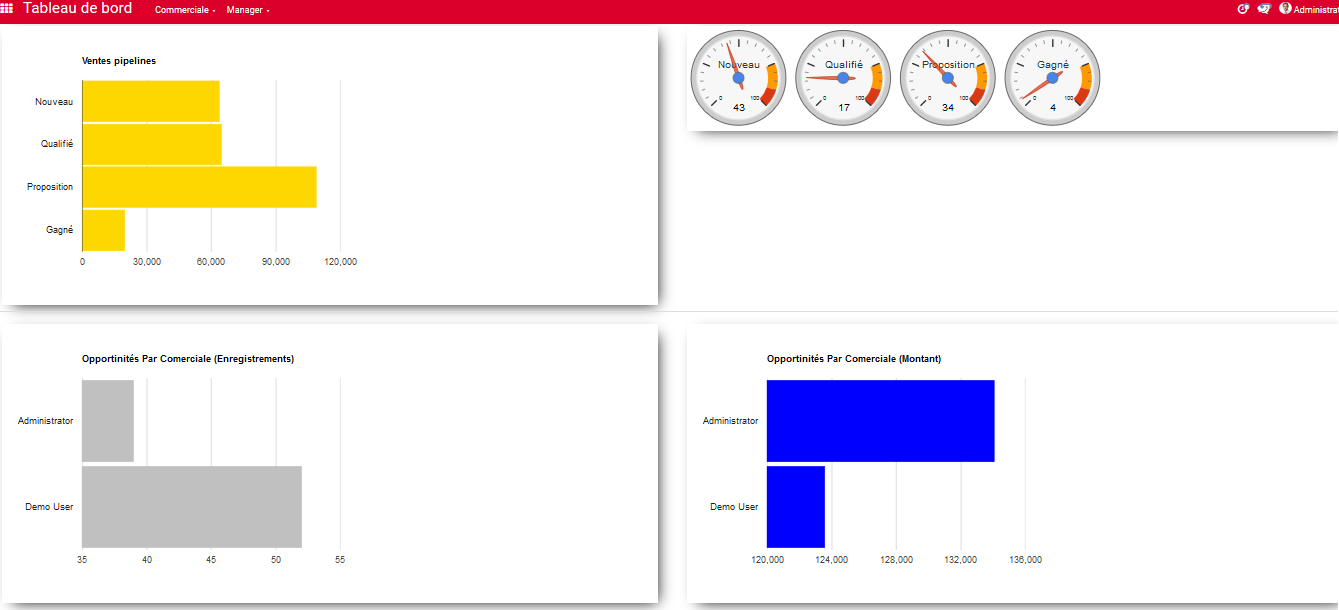 Tableau de bord
Commerciale
Manager
Administra
Ventes pipelines
Nouveau
Qualifié
Proposition
Gagné
0 30,000 60,000 90,000 120,000
Nouveau
0 100
43
Qualifié
0 100
17
Proposition
0 100
34
Gagné
0 100
4
Opportinités Par Comerciale (Enregistrements)
Administrator
Demo User
35 40 45 50 55
Opportinités Par Comerciale (Montant)
Administrator
Demo User
120,000 124,000 128,000 132,000 136,000